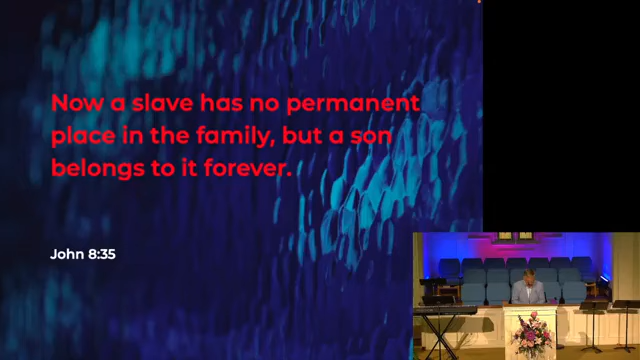 Now a slave has no permanent
place in the family, but a son
belongs to it forever.
John 8:35